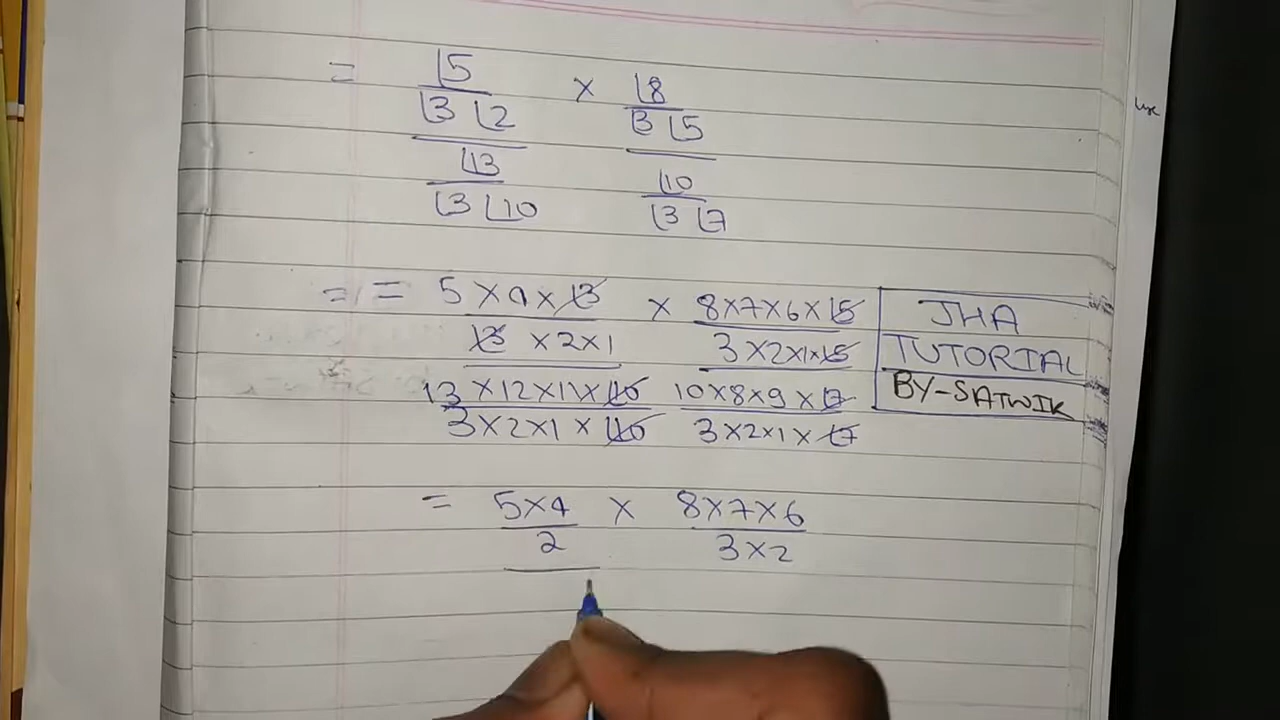 = ⌊5 × ⌊8
⌊3 ⌊2 ⌊3 ⌊5
⌊13 ⌊10
⌊3 ⌊10 ⌊3 ⌊7
= = 5 × 4 × ⌊3 × 8×7×6×⌊5
⌊3 × 2×1 3×2×1×⌊5
13 ×12×11×⌊10 10×8×9×⌊7
3×2×1×⌊10 3×2×1×⌊7
JHA
TUTORIAL
BY-SATWIK
= 5×4 × 8×7×6
2 3×2